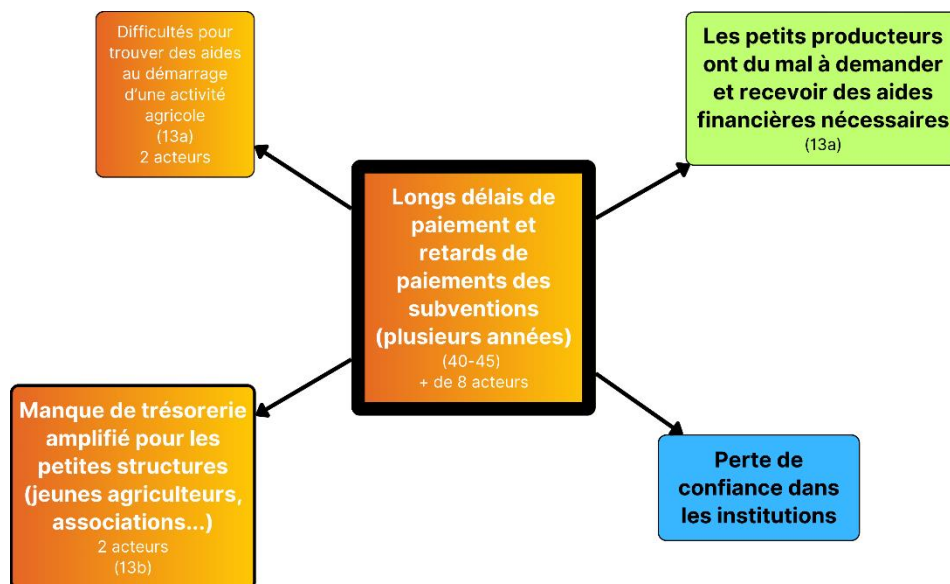 Difficultés pour
trouver des aides
au démarrage
d'une activité
agricole
(13a)
2 acteurs
Les petits producteurs
ont du mal à demander
et recevoir des aides
financières nécessaires
(13a)
Longs délais de
paiement et
retards de
paiements des
subventions
(plusieurs années)
(40-45)
+ de 8 acteurs
Manque de trésorerie
amplifié pour les
petites structures
(jeunes agriculteurs,
associations...)
2 acteurs
(13b)
Perte de
confiance dans
les institutions